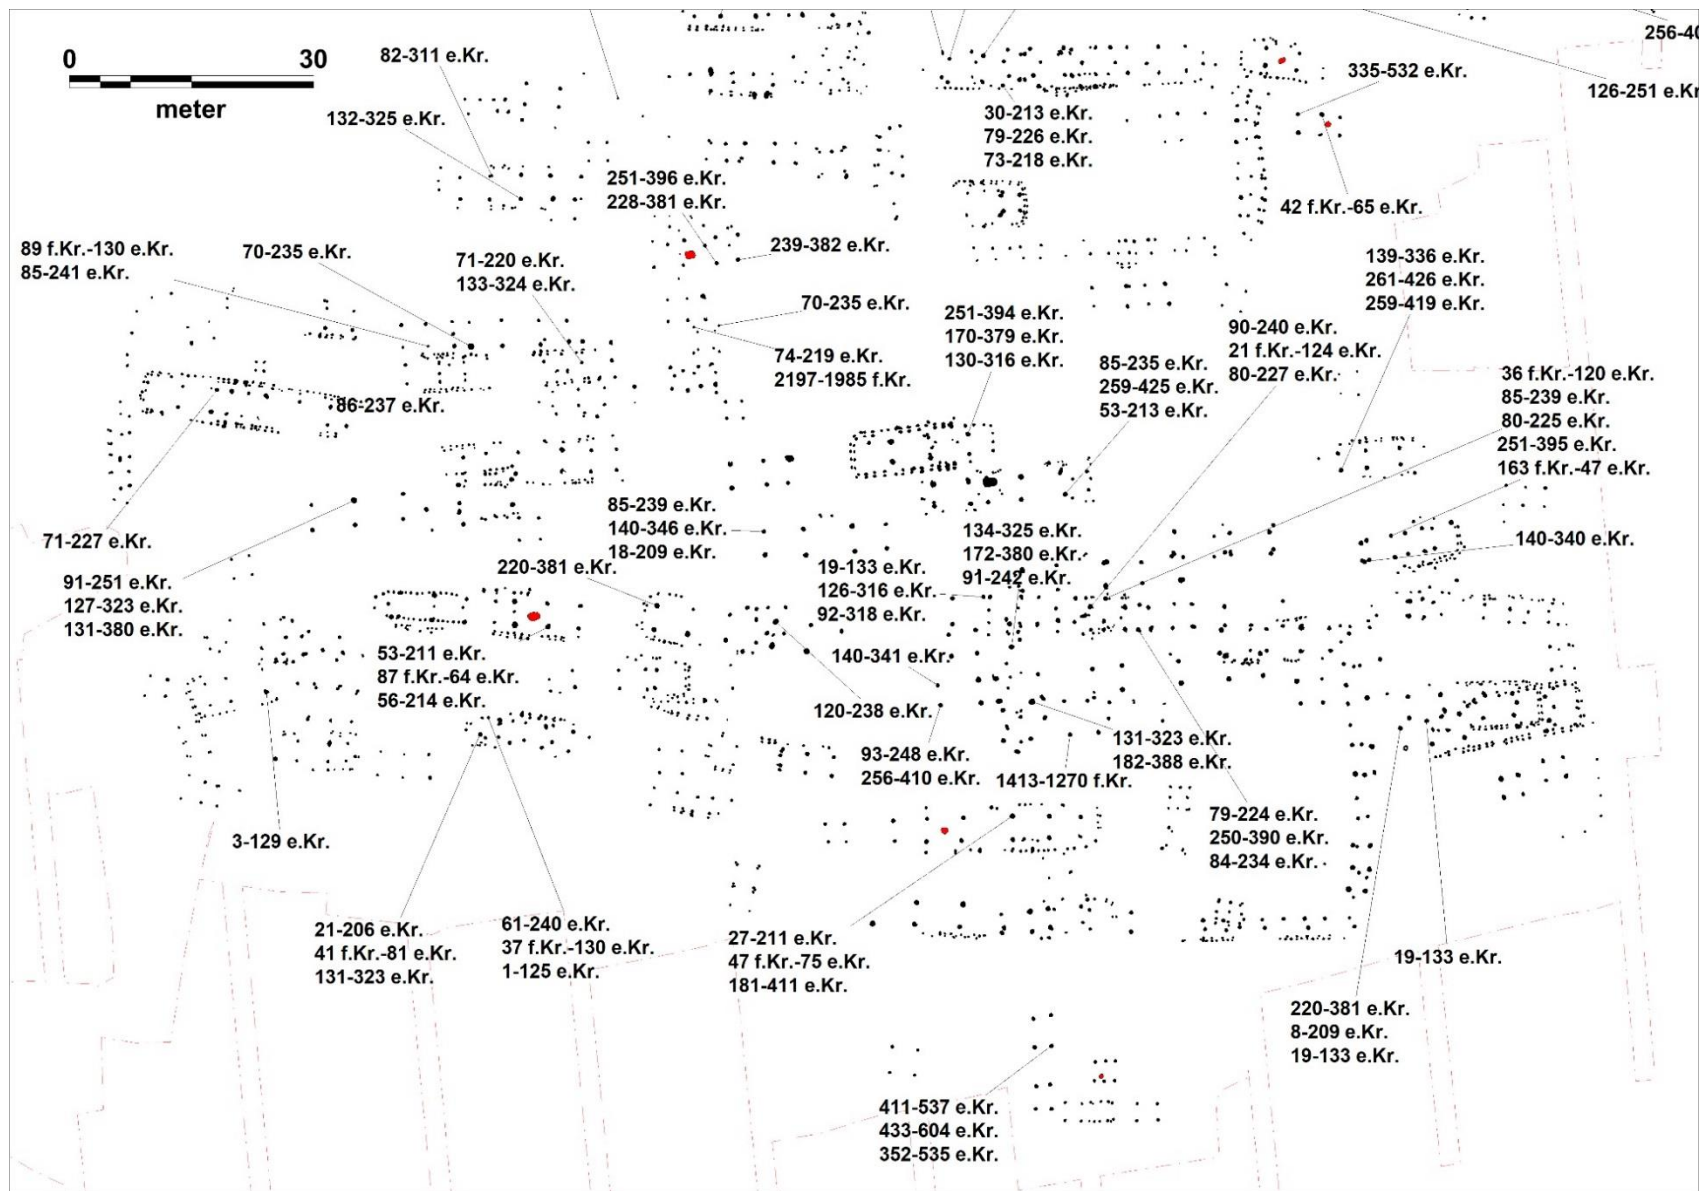 0 30
meter
82-311 e.Kr.
132-325 e.Kr.
256-40
335-532 e.Kr.
126-251 e.Kr
30-213 e.Kr.
79-226 e.Kr.
73-218 e.Kr.
251-396 e.Kr.
228-381 e.Kr.
42 f.Kr.-65 e.Kr.
89 f.Kr.-130 e.Kr.
85-241 e.Kr.
70-235 e.Kr.
71-220 e.Kr.
133-324 e.Kr.
239-382 e.Kr.
139-336 e.Kr.
261-426 e.Kr.
259-419 e.Kr.
70-235 e.Kr.
251-394 e.Kr.
170-379 e.Kr.
130-316 e.Kr.
90-240 e.Kr.
21 f.Kr.-124 e.Kr.
80-227 e.Kr.
74-219 e.Kr.
2197-1985 f.Kr.
85-235 e.Kr.
259-425 e.Kr.
53-213 e.Kr.
36 f.Kr.-120 e.Kr.
85-239 e.Kr.
80-225 e.Kr.
251-395 e.Kr.
163 f.Kr.-47 e.Kr.
86-237 e.Kr.
71-227 e.Kr.
85-239 e.Kr.
140-346 e.Kr.
18-209 e.Kr.
134-325 e.Kr.
172-380 e.Kr.
91-242 e.Kr.
140-340 e.Kr.
91-251 e.Kr.
127-323 e.Kr.
131-380 e.Kr.
220-381 e.Kr.
19-133 e.Kr.
126-316 e.Kr.
92-318 e.Kr.
53-211 e.Kr.
87 f.Kr.-64 e.Kr.
56-214 e.Kr.
140-341 e.Kr.
120-238 e.Kr.
93-248 e.Kr.
256-410 e.Kr.
131-323 e.Kr.
182-388 e.Kr.
1413-1270 f.Kr.
3-129 e.Kr.
79-224 e.Kr.
250-390 e.Kr.
84-234 e.Kr.
21-206 e.Kr.
41 f.Kr.-81 e.Kr.
131-323 e.Kr.
61-240 e.Kr.
37 f.Kr.-130 e.Kr.
1-125 e.Kr.
27-211 e.Kr.
47 f.Kr.-75 e.Kr.
181-411 e.Kr.
19-133 e.Kr.
220-381 e.Kr.
8-209 e.Kr.
19-133 e.Kr.
411-537 e.Kr.
433-604 e.Kr.
352-535 e.Kr.